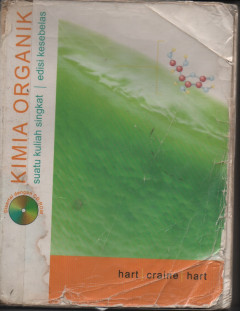 KIMIA ORGANIK
suatu kuliah singkat | edisi kesebelas
hart craine hart